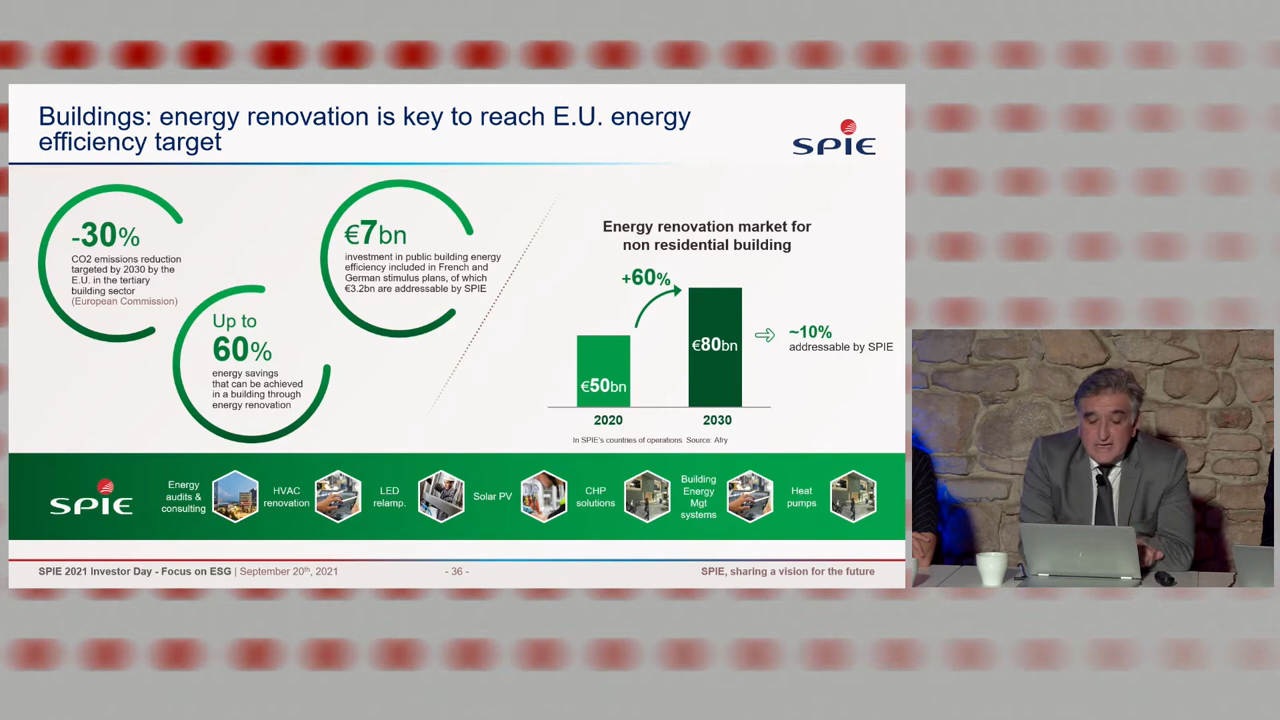 Buildings: energy renovation is key to reach E.U. energy
efficiency target
SPIE
-30%
CO2 emissions reduction
targeted by 2030 by the
E.U. in the tertiary
building sector
(European Commission)
Up to
60%
energy savings
that can be achieved
in a building through
energy renovation
€7bn
investment in public building energy
efficiency included in French and
German stimulus plans, of which
€3.2bn are addressable by SPIE
Energy renovation market for
non residential building
+60%
€50bn
€80bn
2020
2030
~10%
addressable by SPIE
In SPIE's countries of operations. Source: Afry
SPIE
Energy
audits &
consulting
HVAC
renovation
LED
relamp.
Solar PV
CHP
solutions
Building
Energy
Mgt
systems
Heat
pumps
SPIE 2021 Investor Day - Focus on ESG | September 20th, 2021
- 36 -
SPIE, sharing a vision for the future